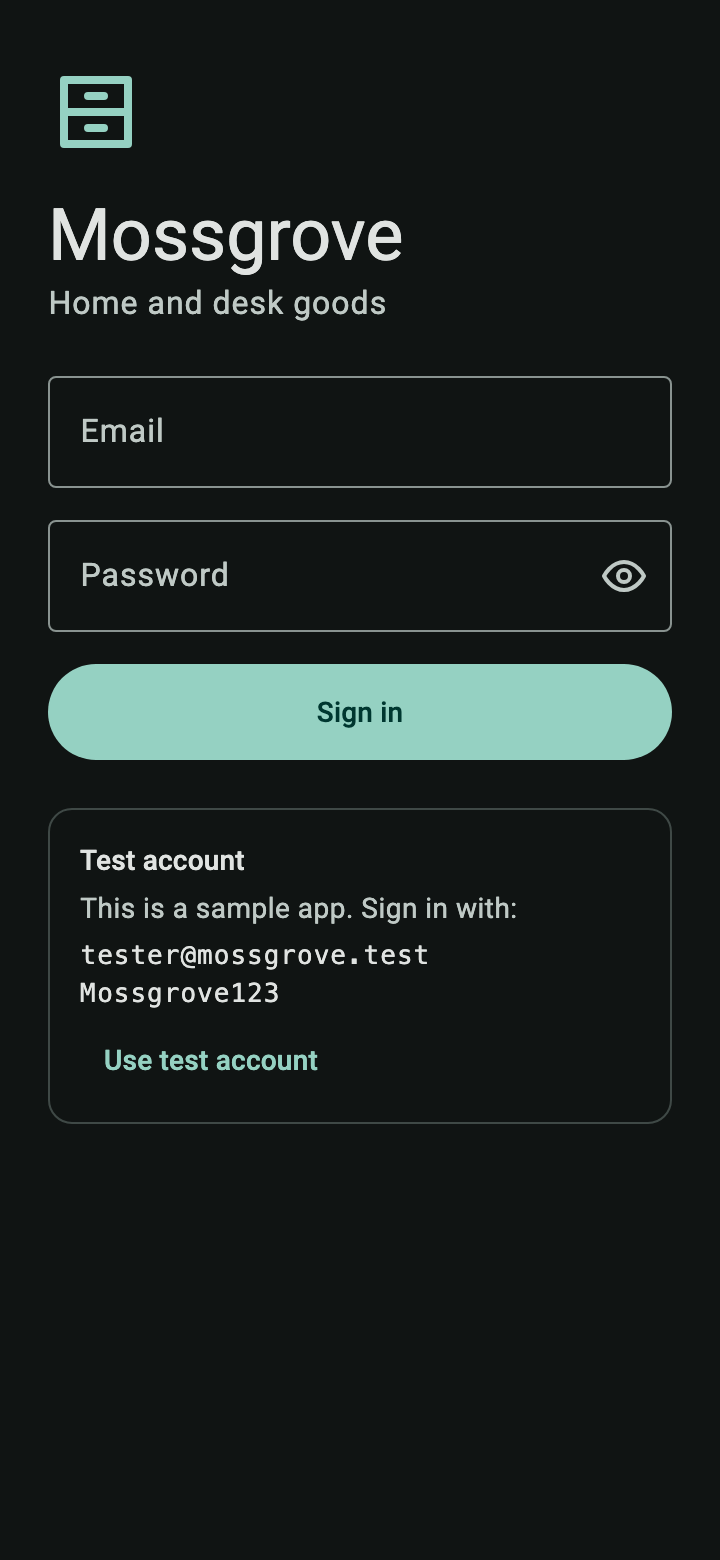 Mossgrove
Home and desk goods
Email
Password
Sign in
Test account
This is a sample app. Sign in with:
tester@mossgrove.test
Mossgrove123
Use test account